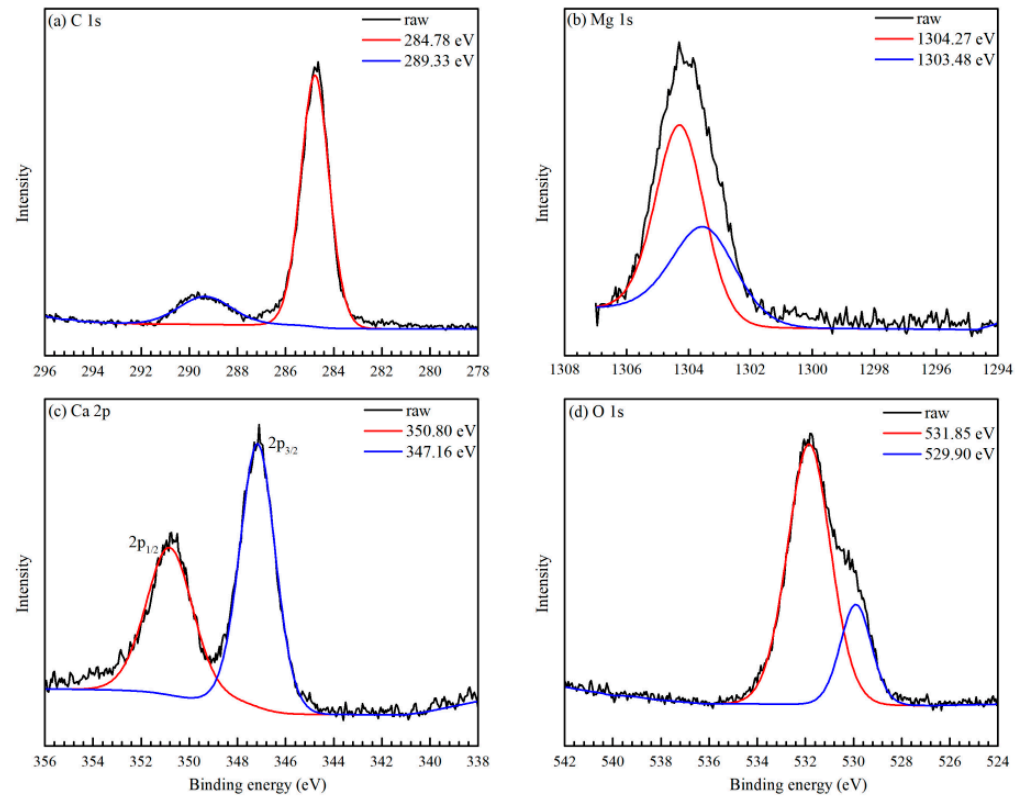 (a) C 1s
raw
284.78 eV
289.33 eV
Intensity
296 294 292 290 288 286 284 282 280 278
(b) Mg 1s
raw
1304.27 eV
1303.48 eV
Intensity
1308 1306 1304 1302 1300 1298 1296 1294
(c) Ca 2p
raw
350.80 eV
347.16 eV
2p3/2
2p1/2
Intensity
356 354 352 350 348 346 344 342 340 338
Binding energy (eV)
(d) O 1s
raw
531.85 eV
529.90 eV
Intensity
542 540 538 536 534 532 530 528 526 524
Binding energy (eV)